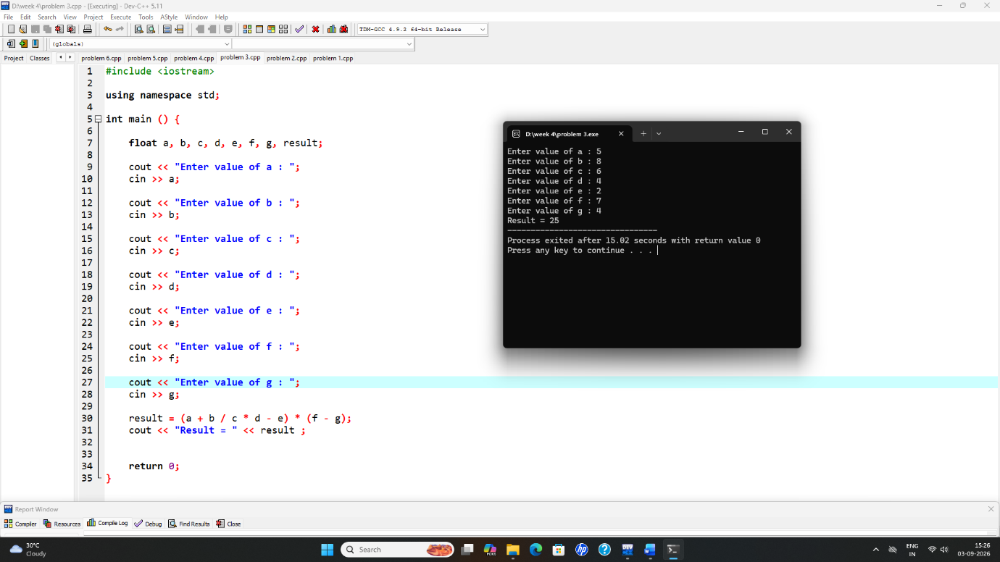 D:\week 4\problem 3.cpp - [Executing] - Dev-C++ 5.11
File Edit Search View Project Execute Tools AStyle Window Help
TDM-GCC 4.9.2 64-bit Release
(globals)
Project Classes problem 6.cpp problem 5.cpp problem 4.cpp problem 3.cpp problem 2.cpp problem 1.cpp
1 #include <iostream>
2
3 using namespace std;
4
5 int main () {
6
7 float a, b, c, d, e, f, g, result;
8
9 cout << "Enter value of a : ";
10 cin >> a;
11
12 cout << "Enter value of b : ";
13 cin >> b;
14
15 cout << "Enter value of c : ";
16 cin >> c;
17
18 cout << "Enter value of d : ";
19 cin >> d;
20
21 cout << "Enter value of e : ";
22 cin >> e;
23
24 cout << "Enter value of f : ";
25 cin >> f;
26
27 cout << "Enter value of g : ";
28 cin >> g;
29
30 result = (a + b / c * d - e) * (f - g);
31 cout << "Result = " << result ;
32
33
34 return 0;
35 }
D:\week 4\problem 3.exe
Enter value of a : 5
Enter value of b : 8
Enter value of c : 6
Enter value of d : 4
Enter value of e : 2
Enter value of f : 7
Enter value of g : 4
Result = 25
--------------------------------
Process exited after 15.02 seconds with return value 0
Press any key to continue . . .
Report Window
Compiler Resources Compile Log Debug Find Results Close
30°C
Cloudy
Search
ENG
IN
15:26
03-09-2026